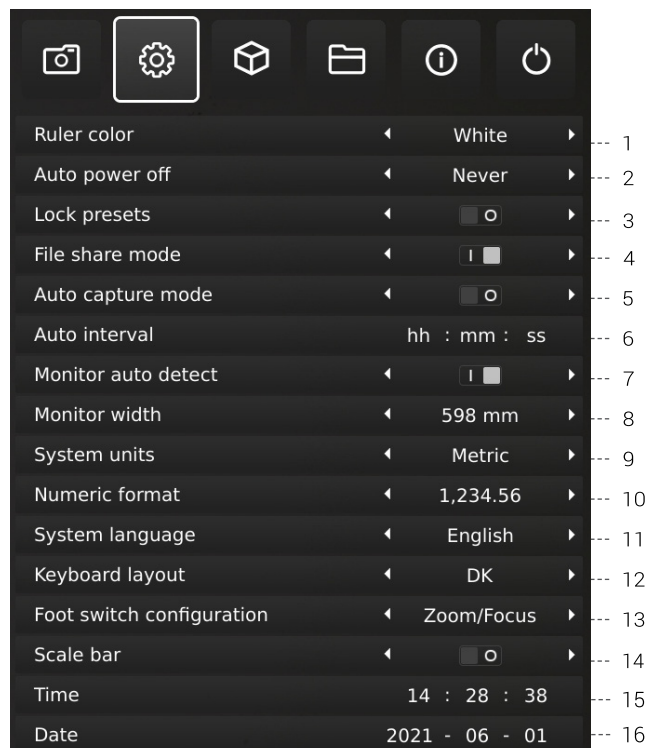 Ruler color White 1
Auto power off Never 2
Lock presets O 3
File share mode I 4
Auto capture mode O 5
Auto interval hh : mm : ss 6
Monitor auto detect I 7
Monitor width 598 mm 8
System units Metric 9
Numeric format 1,234.56 10
System language English 11
Keyboard layout DK 12
Foot switch configuration Zoom/Focus 13
Scale bar O 14
Time 14 : 28 : 38 15
Date 2021 - 06 - 01 16